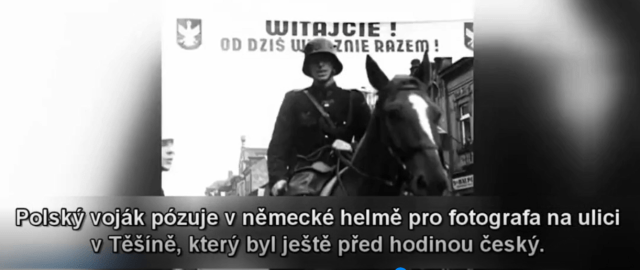 WITAJCIE !
OD DZIŚ WIECZNIE RAZEM !
Polský voják pózuje v německé helmě pro fotografa na ulici
v Těšíně, který byl ještě před hodinou český.